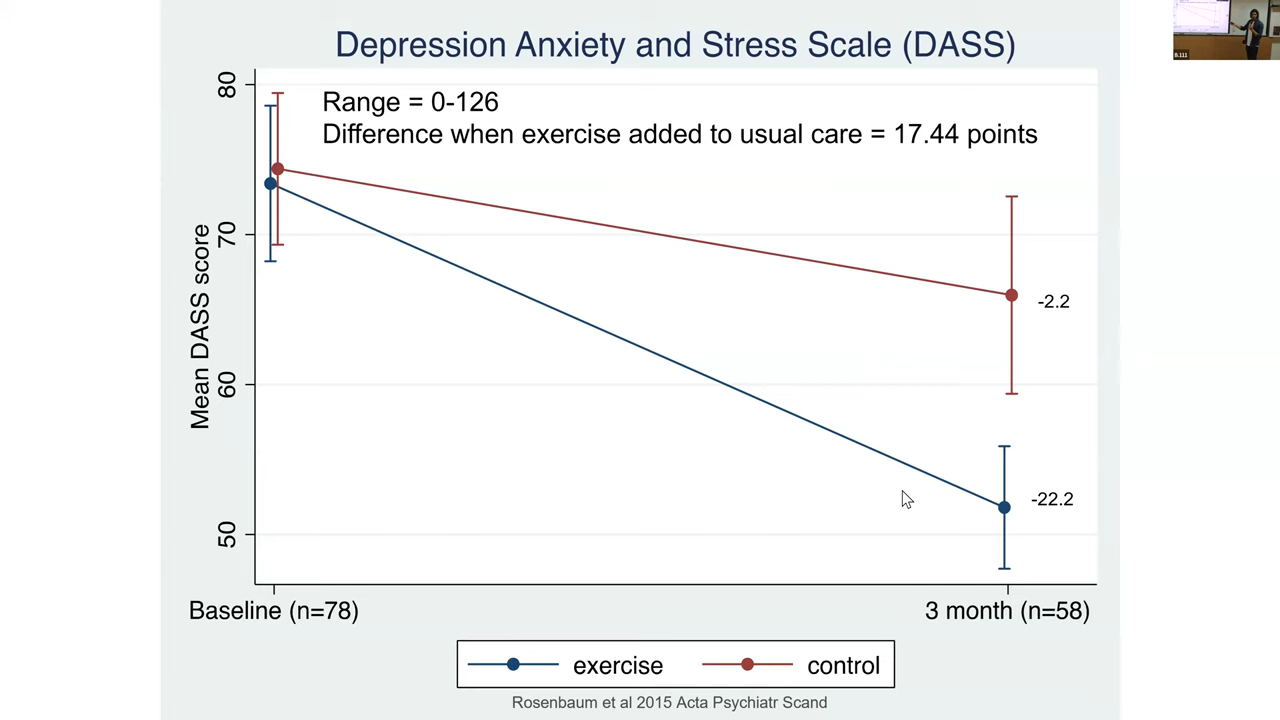 Depression Anxiety and Stress Scale (DASS)
Range = 0-126
Difference when exercise added to usual care = 17.44 points
Mean DASS score
80
70
60
50
-2.2
-22.2
Baseline (n=78)
3 month (n=58)
exercise
control
Rosenbaum et al 2015 Acta Psychiatr Scand